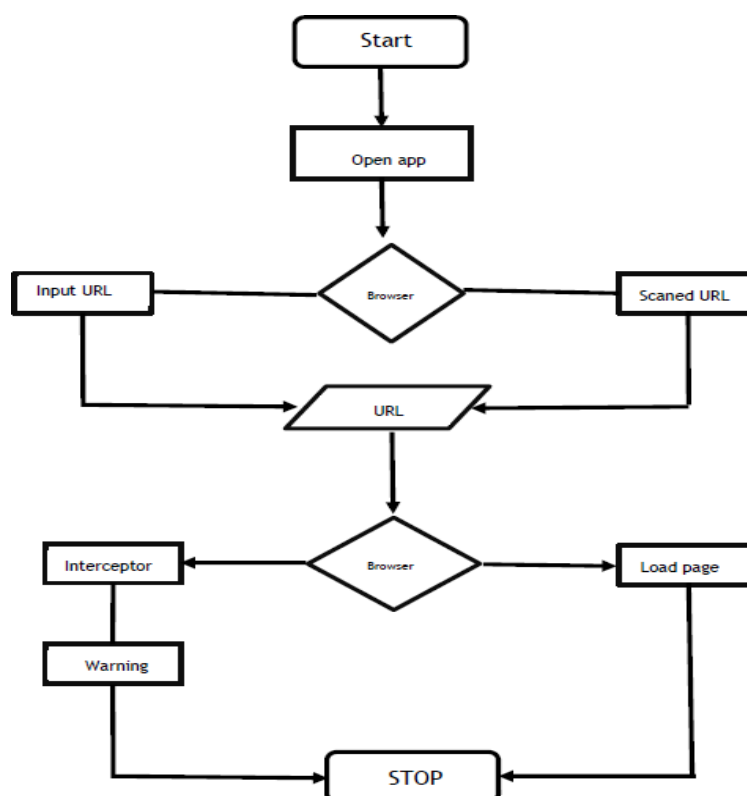 Start
Open app
Input URL
Browser
Scaned URL
URL
Interceptor
Browser
Load page
Warning
STOP